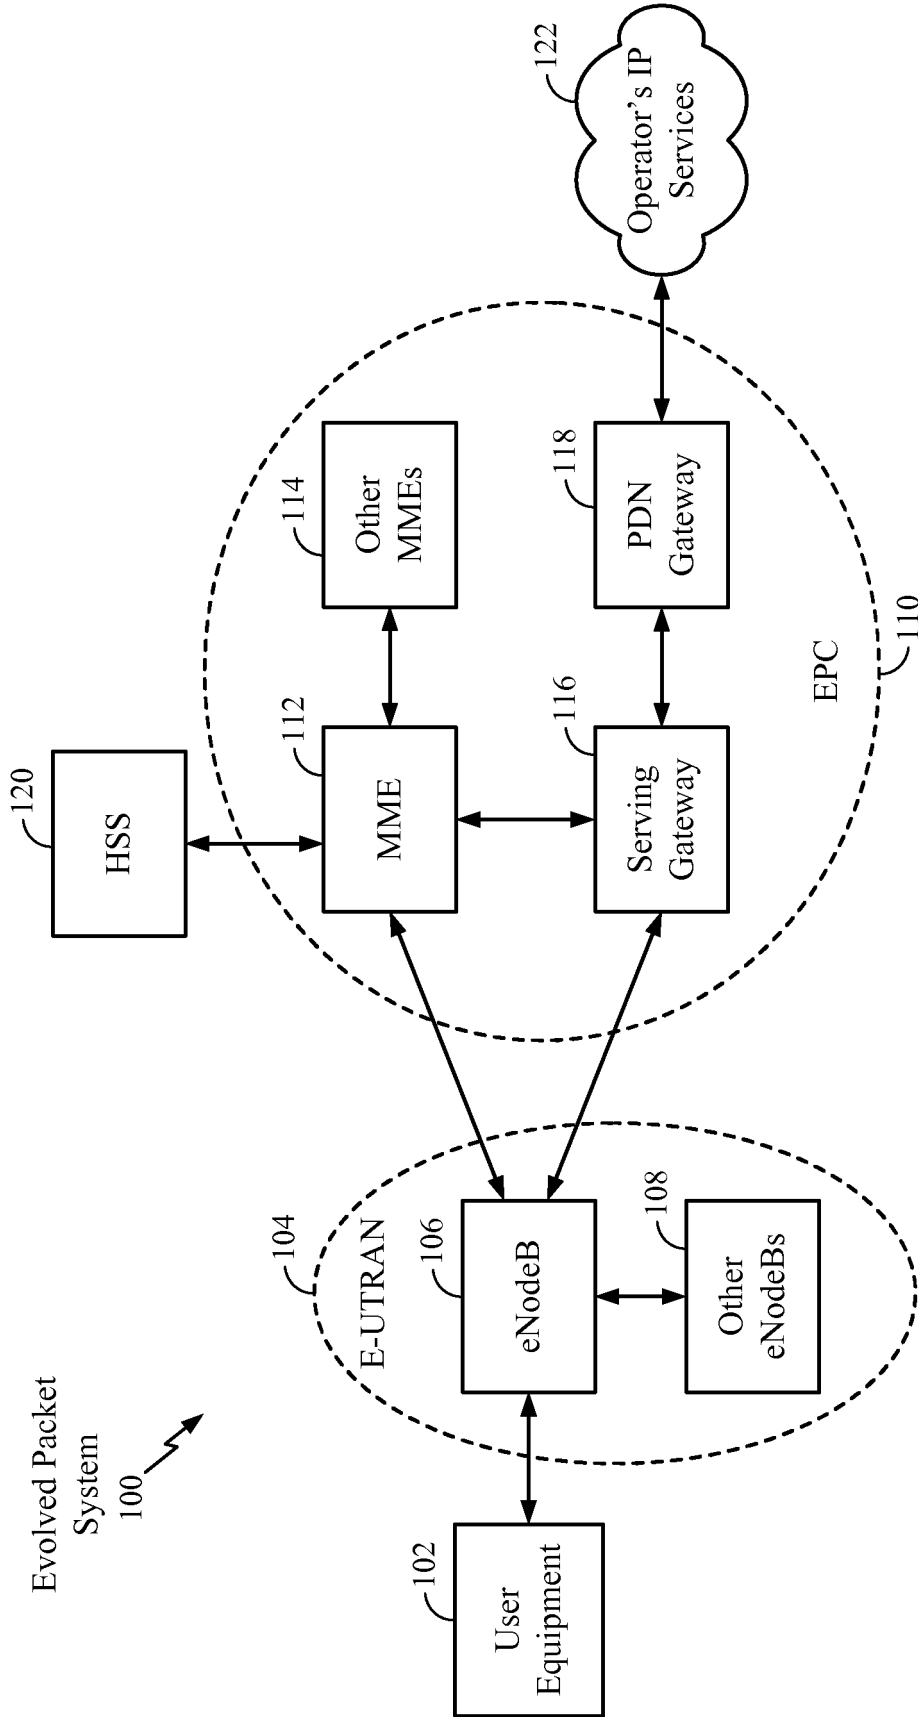 Evolved Packet
System
100
102
User
Equipment
104
E-UTRAN
106
eNodeB
108
Other
eNodeBs
120
HSS
112
MME
114
Other
MMEs
116
Serving
Gateway
118
PDN
Gateway
EPC
110
122
Operator’s IP
Services